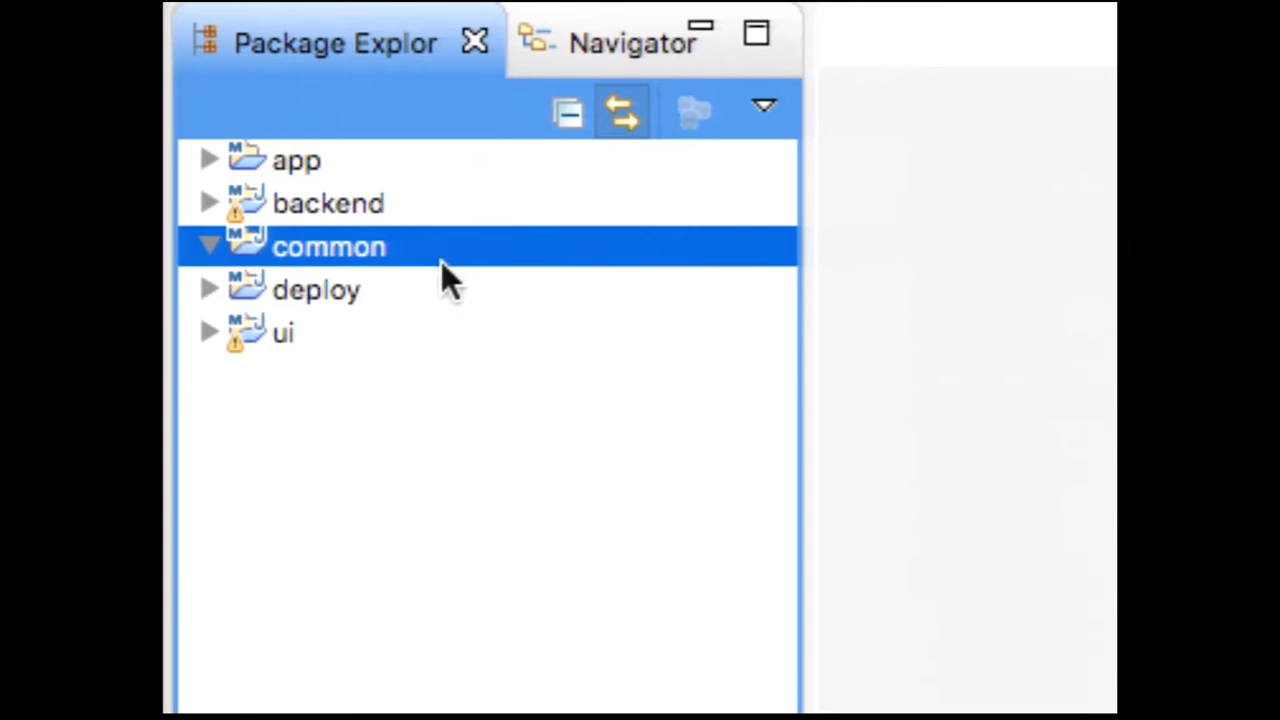 Package Explor Navigator
app
backend
common
deploy
ui